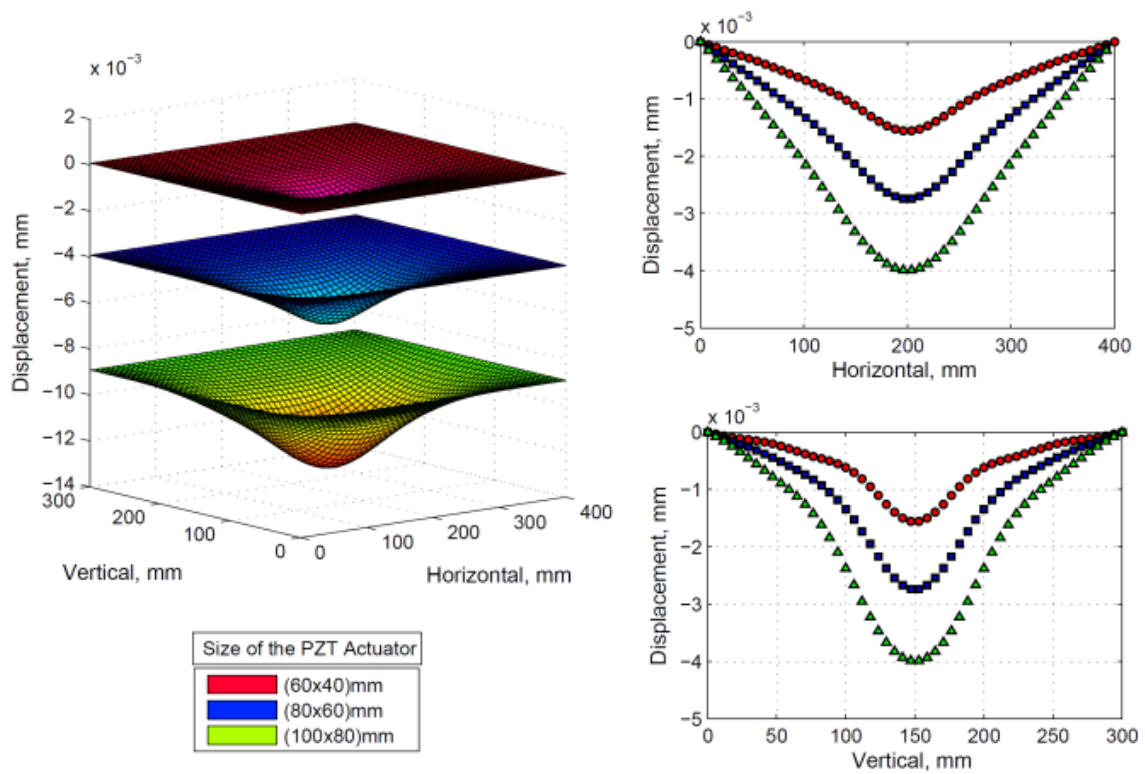 x 10⁻³
2
0
−2
−4
−6
−8
−10
−12
−14
Displacement, mm
300
200
100
0
Vertical, mm
0
100
200
300
400
Horizontal, mm
Size of the PZT Actuator
(60x40)mm
(80x60)mm
(100x80)mm
x 10⁻³
0
−1
−2
−3
−4
−5
Displacement, mm
0 100 200 300 400
Horizontal, mm
x 10⁻³
0
−1
−2
−3
−4
−5
Displacement, mm
0 50 100 150 200 250 300
Vertical, mm